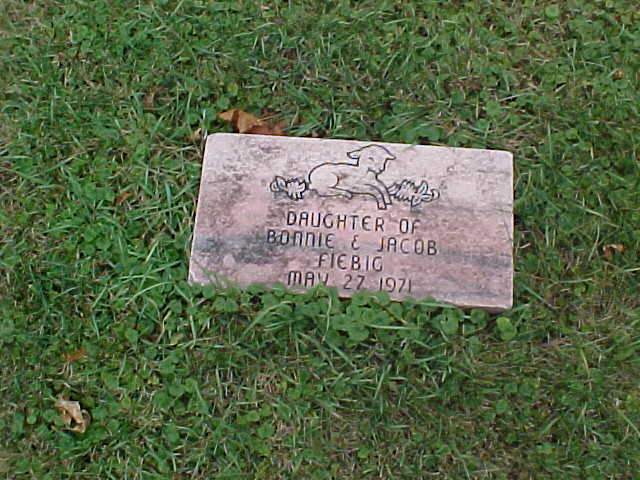 DAUGHTER OF
BONNIE & JACOB
FIEBIG
MAY 27 1971